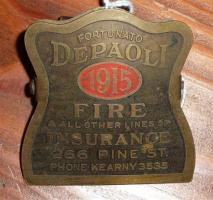 FORTUNATO
DEPAOLI
1915
FIRE
& ALL OTHER LINES OF
INSURANCE
266 PINE ST.
PHONE KEARNY 3535